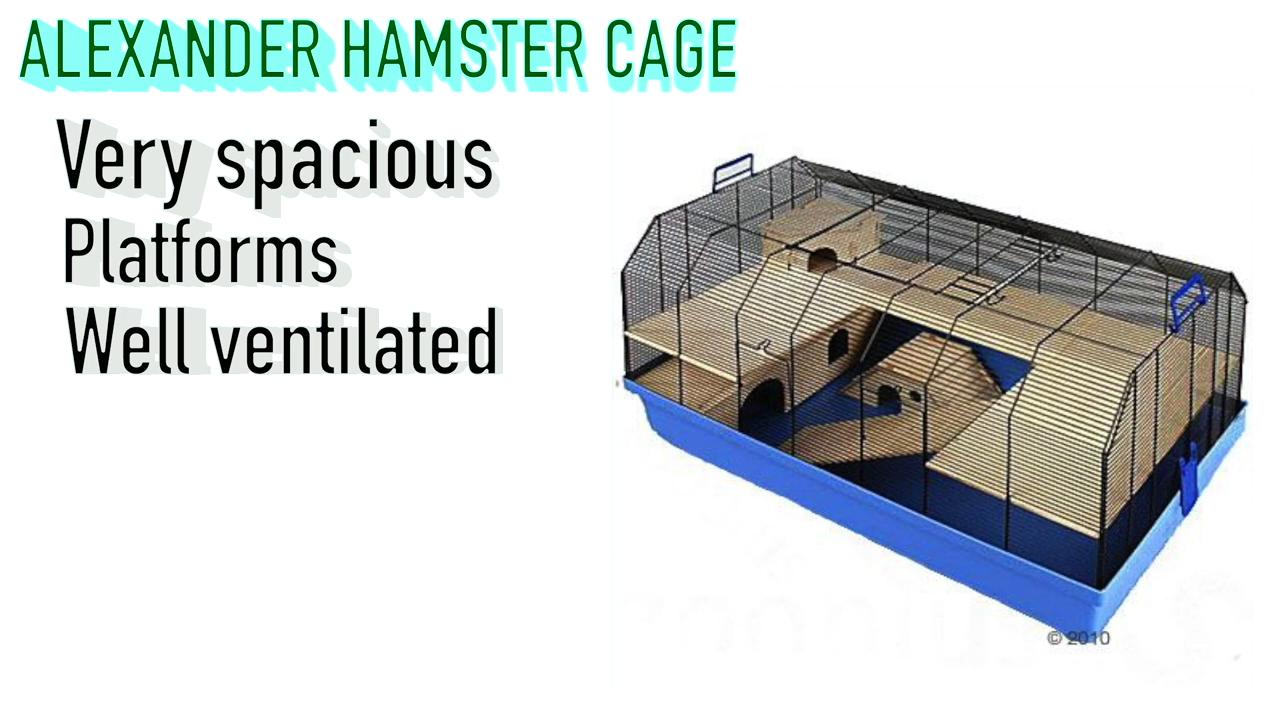 ALEXANDER HAMSTER CAGE
Very spacious
Platforms
Well ventilated
© 2010